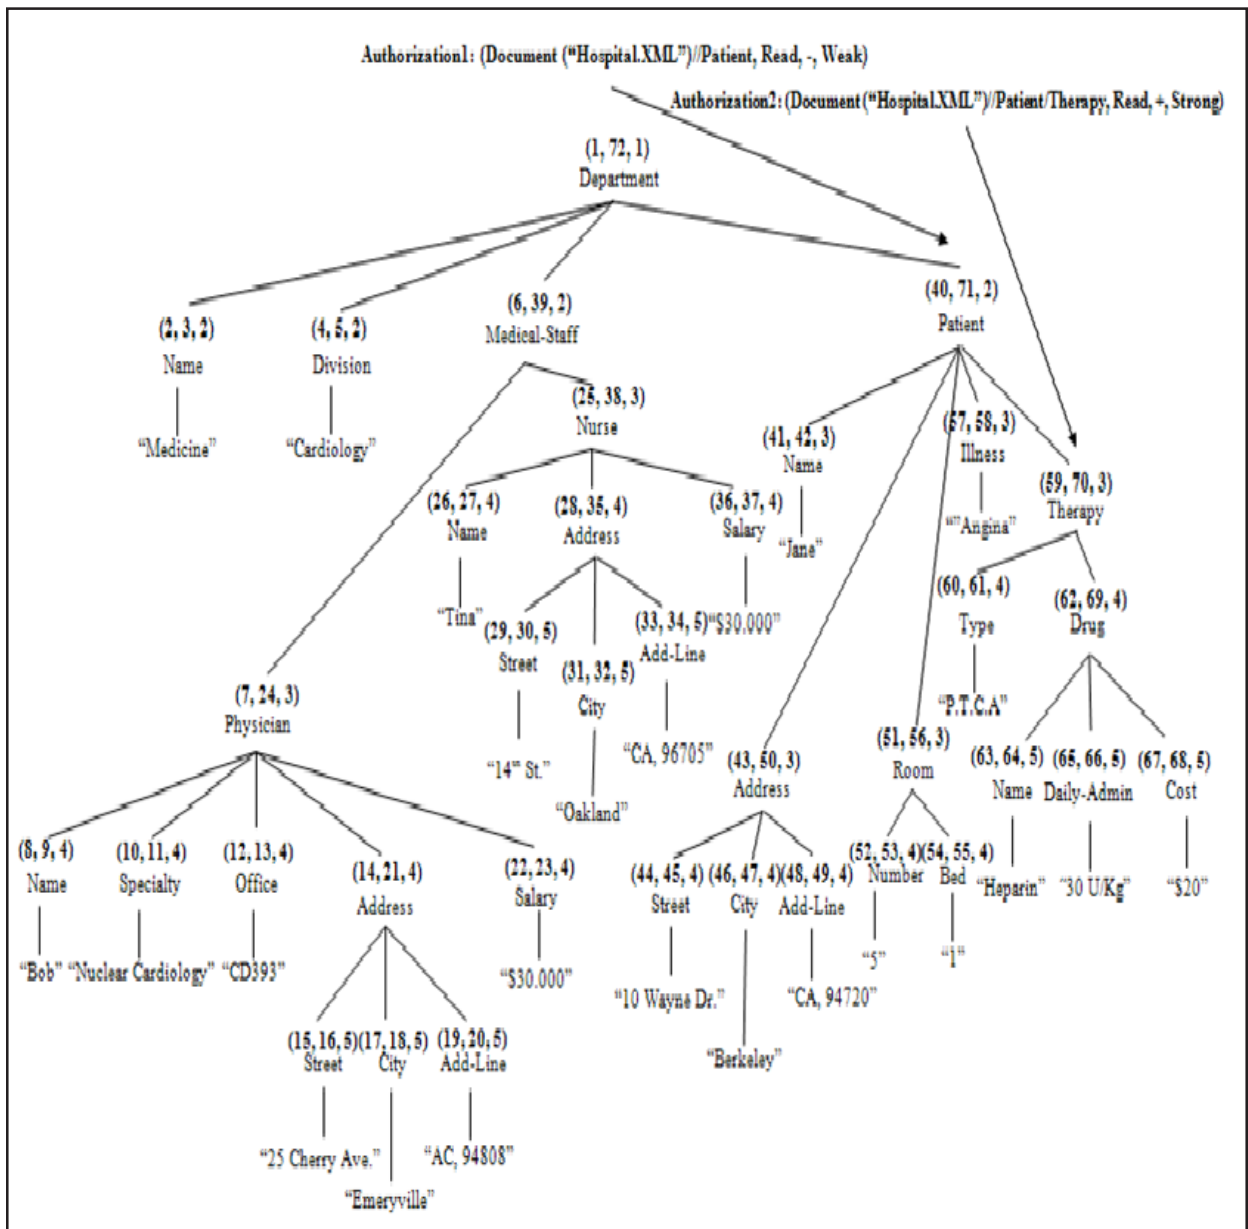 Authorization1: (Document (“Hospital.XML”)//Patient, Read, -, Weak)
Authorization2: (Document (“Hospital.XML”)//Patient/Therapy, Read, +, Strong)
(1, 72, 1)
Department
(2, 3, 2)
Name
“Medicine”
(4, 5, 2)
Division
“Cardiology”
(6, 39, 2)
Medical-Staff
(40, 71, 2)
Patient
(25, 38, 3)
Nurse
(26, 27, 4)
Name
“Tina”
(28, 35, 4)
Address
(36, 37, 4)
Salary
“$30.000”
(29, 30, 5)
Street
“14” St.”
(31, 32, 5)
City
“Oakland”
(33, 34, 5)
Add-Line
“CA, 96705”
(41, 42, 3)
Name
“Jane”
(57, 58, 3)
Illness
“”Angina”
(59, 70, 3)
Therapy
(60, 61, 4)
Type
“P.T.C.A”
(62, 69, 4)
Drug
(63, 64, 5)
Name
“Heparin”
(65, 66, 5)
Daily-Admin
“30 U/Kg”
(67, 68, 5)
Cost
“$20”
(7, 24, 3)
Physician
(8, 9, 4)
Name
“Bob”
(10, 11, 4)
Specialty
“Nuclear Cardiology”
(12, 13, 4)
Office
“CD393”
(14, 21, 4)
Address
(22, 23, 4)
Salary
“$30.000”
(15, 16, 5)
Street
“25 Cherry Ave.”
(17, 18, 5)
City
“Emeryville”
(19, 20, 5)
Add-Line
“AC, 94808”
(43, 50, 3)
Address
(44, 45, 4)
Street
“10 Wayne Dr.”
(46, 47, 4)
City
“Berkeley”
(48, 49, 4)
Add-Line
“CA, 94720”
(51, 56, 3)
Room
(52, 53, 4)
Number
“5”
(54, 55, 4)
Bed
“1”